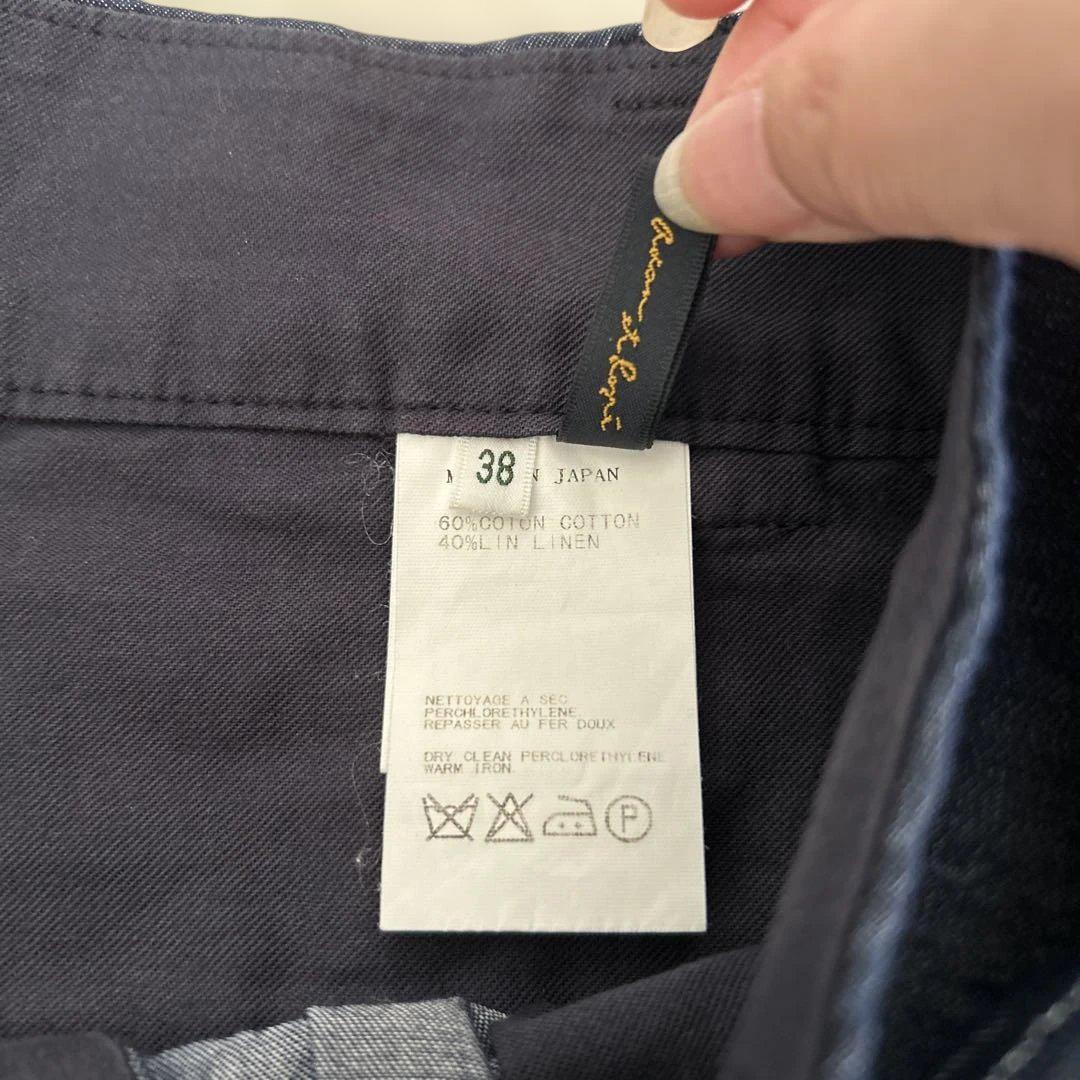 38
JAPAN
60%COTON COTTON
40%LIN LINEN
NETTOYAGE A SEC
PERCHLORETHYLENE
REPASSER AU FER DOUX
DRY CLEAN PERCLORETHYLENE
WARM IRON.
P